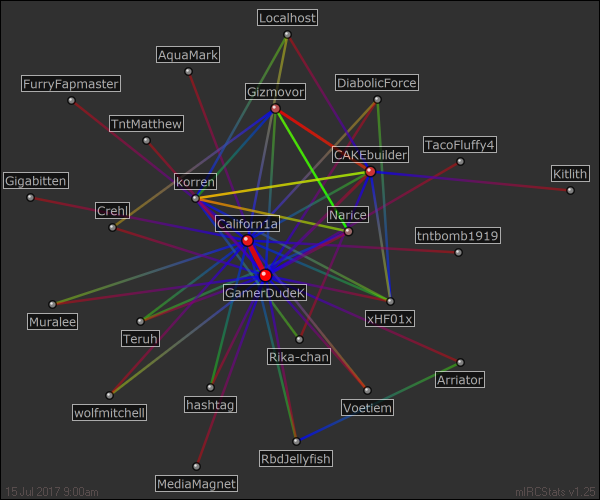 Localhost
AquaMark
FurryFapmaster
DiabolicForce
Gizmovor
TntMatthew
TacoFluffy4
CAKEbuilder
Gigabitten
korren
Kitlith
Crehl
Narice
Californ1a
tntbomb1919
GamerDudeK
Muralee
xHF01x
Teruh
Rika-chan
Arriator
wolfmitchell
hashtag
Voetiem
RbdJellyfish
MediaMagnet
15 Jul 2017 9:00am
mIRCStats v1.25